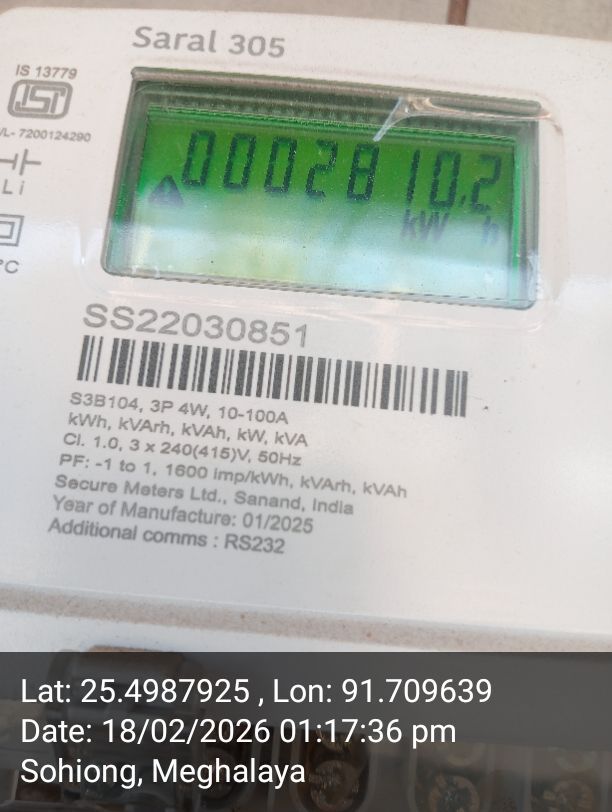 Saral 305
IS 13779
ISI
/L- 7200124290
Li
°C
0002810.2
kW h
SS22030851
S3B104, 3P 4W, 10-100A
kWh, kVArh, kVAh, kW, kVA
Cl. 1.0, 3 x 240(415)V, 50Hz
PF: -1 to 1, 1600 imp/kWh, kVArh, kVAh
Secure Meters Ltd., Sanand, India
Year of Manufacture: 01/2025
Additional comms : RS232
Lat: 25.4987925 , Lon: 91.709639
Date: 18/02/2026 01:17:36 pm
Sohiong, Meghalaya